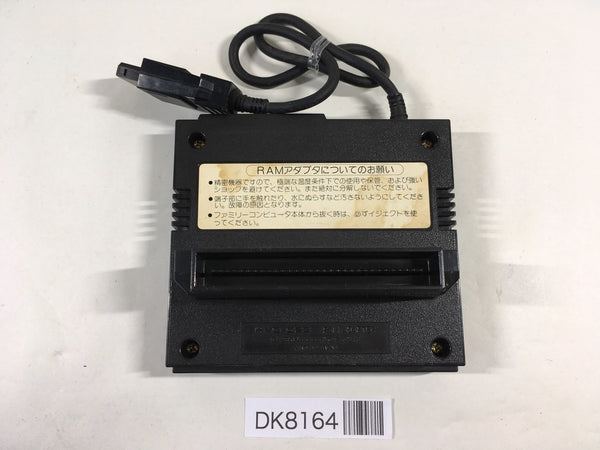 RAMアダプタについてのお願い
●精密機器ですので、極端な温度条件下での使用や保管、および強い
ショックを避けてください。また絶対に分解しないでください。
●端子部に手を触れたり、水にぬらすなど汚さないようにしてくださ
い。故障の原因となります。
●ファミリーコンピュータ本体から抜く時は、必ずイジェクトを使
ってください。
DK8164